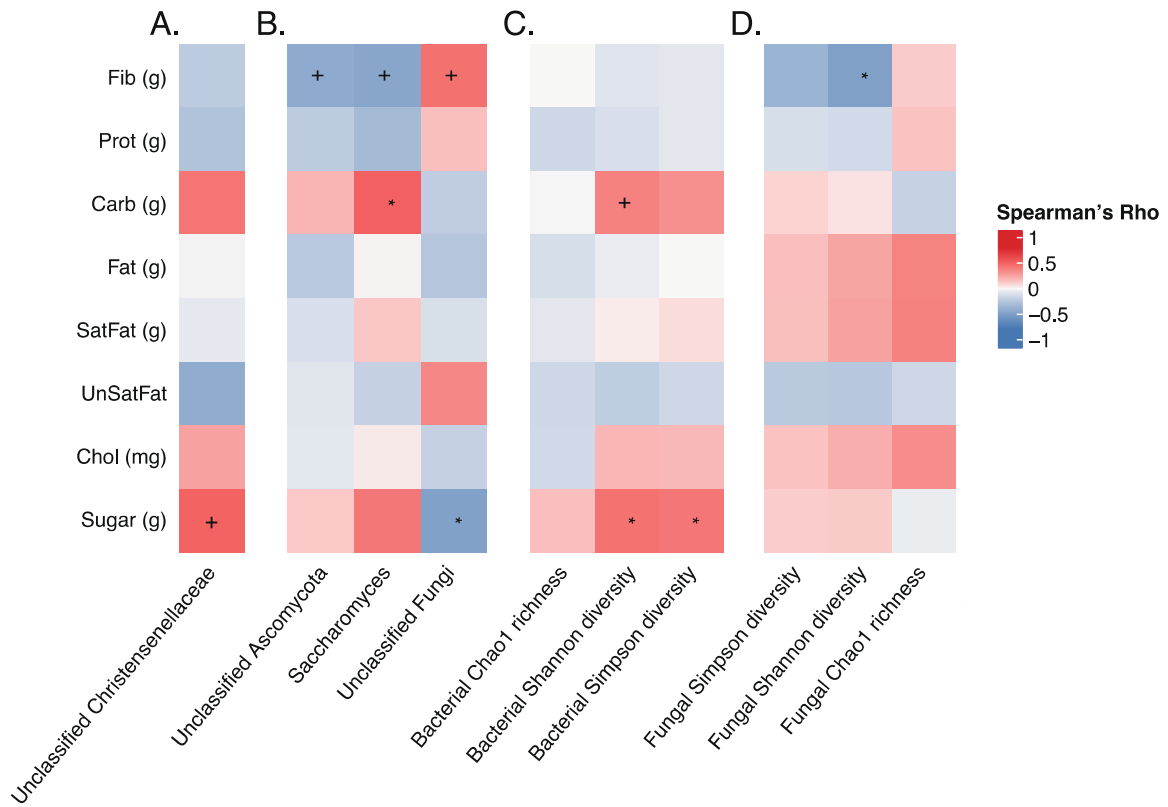 A. B. C. D.
Fib (g) + + + *
Prot (g)
Carb (g) * +
Fat (g)
SatFat (g)
UnSatFat
Chol (mg)
Sugar (g) + * * *
Spearman's Rho
1
0.5
0
−0.5
−1
Unclassified Christensenellaceae
Unclassified Ascomycota
Saccharomyces
Unclassified Fungi
Bacterial Chao1 richness
Bacterial Shannon diversity
Bacterial Simpson diversity
Fungal Simpson diversity
Fungal Shannon diversity
Fungal Chao1 richness